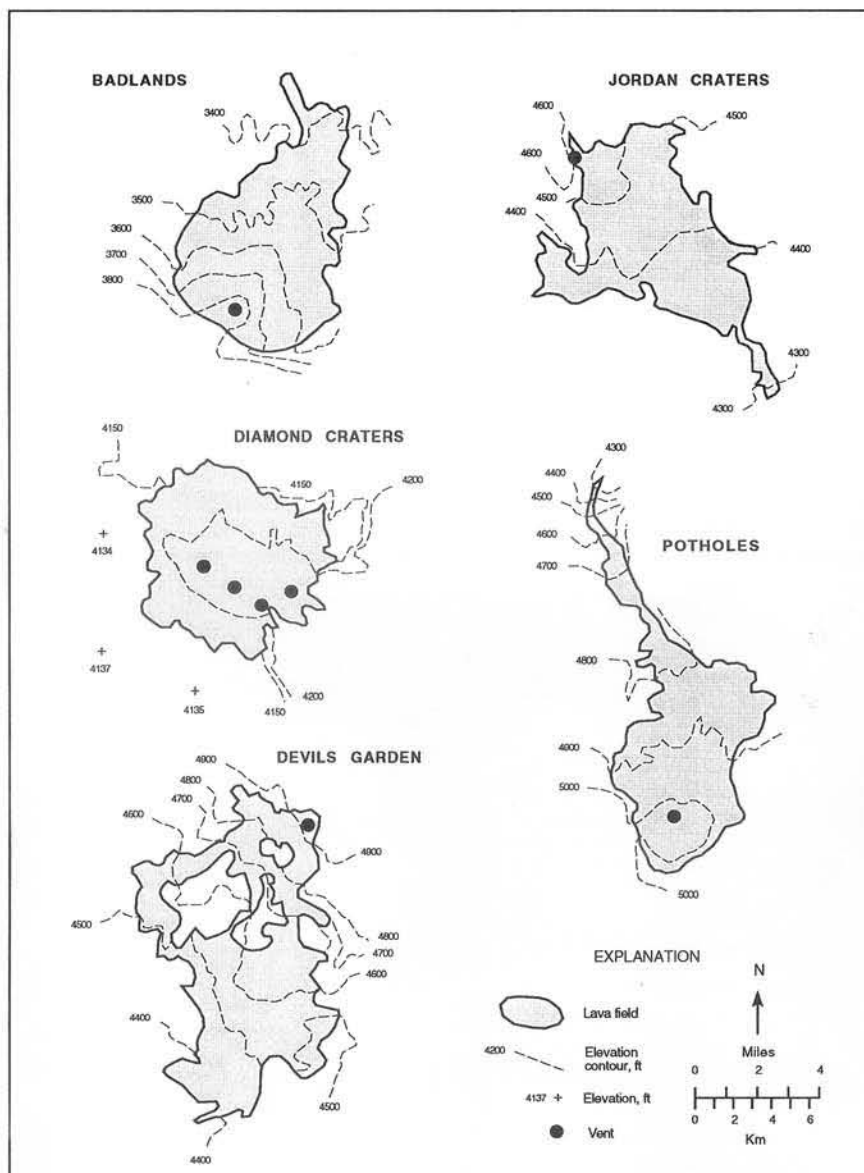 BADLANDS
3400
3500
3600
3700
3800
JORDAN CRATERS
4600
4500
4600
4500
4400
4400
4300
4300
DIAMOND CRATERS
4150
4150
4200
4134
4137
4135
4150
4200
POTHOLES
4300
4400
4500
4600
4700
4800
4900
5000
5000
DEVILS GARDEN
4900
4800
4700
4600
4900
4500
4800
4700
4600
4400
4500
4400
EXPLANATION
Lava field
4200
Elevation
contour, ft
4137 + Elevation, ft
Vent
N
Miles
0 2 4
0 2 4 6
Km